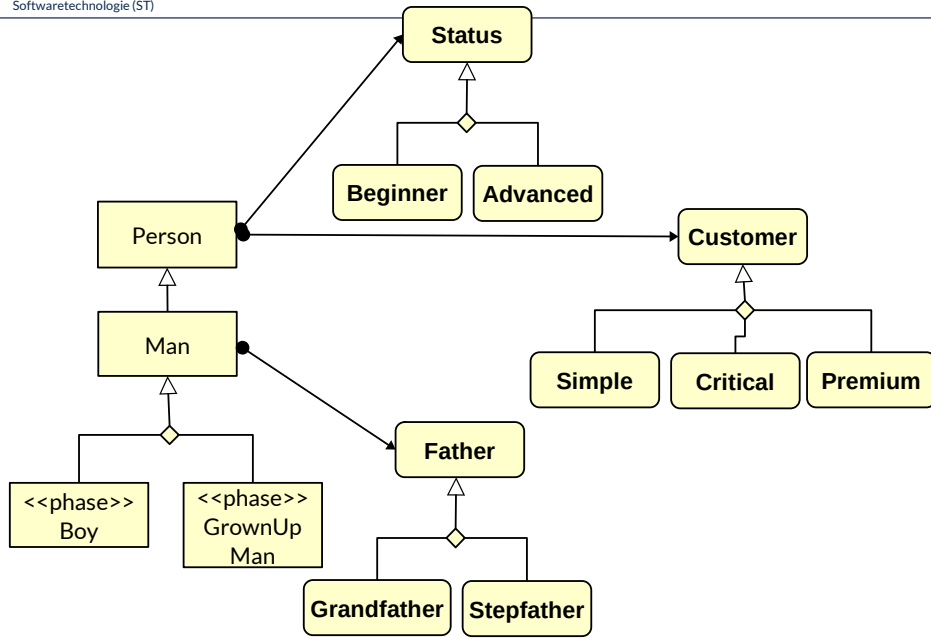 Softwaretechnologie (ST)
Status
Beginner
Advanced
Person
Customer
Man
Simple
Critical
Premium
Father
<<phase>>
Boy
<<phase>>
GrownUp
Man
Grandfather
Stepfather